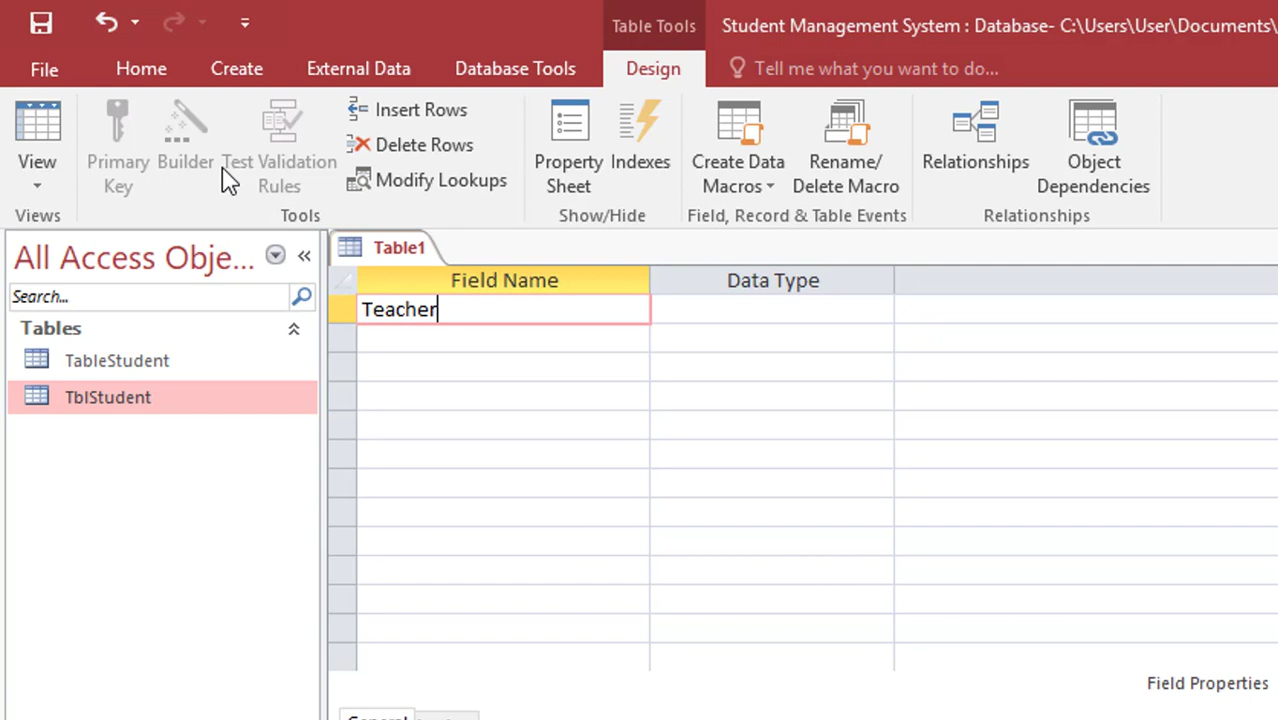 Table Tools
Student Management System : Database- C:\Users\User\Documents\
File
Home
Create
External Data
Database Tools
Design
Tell me what you want to do...
View
Primary
Key
Builder
Test Validation
Rules
Insert Rows
Delete Rows
Modify Lookups
Property
Sheet
Indexes
Create Data
Macros
Rename/
Delete Macro
Relationships
Object
Dependencies
Views
Tools
Show/Hide
Field, Record & Table Events
Relationships
All Access Obje...
Search...
Tables
TableStudent
TblStudent
Table1
Field Name
Data Type
Teacher
Field Properties
General